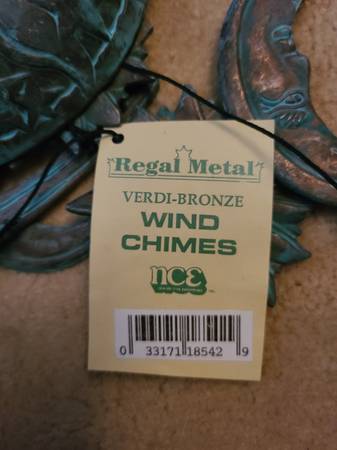 Regal Metal
VERDI-BRONZE
WIND
CHIMES
nce
0 33171 18542 9